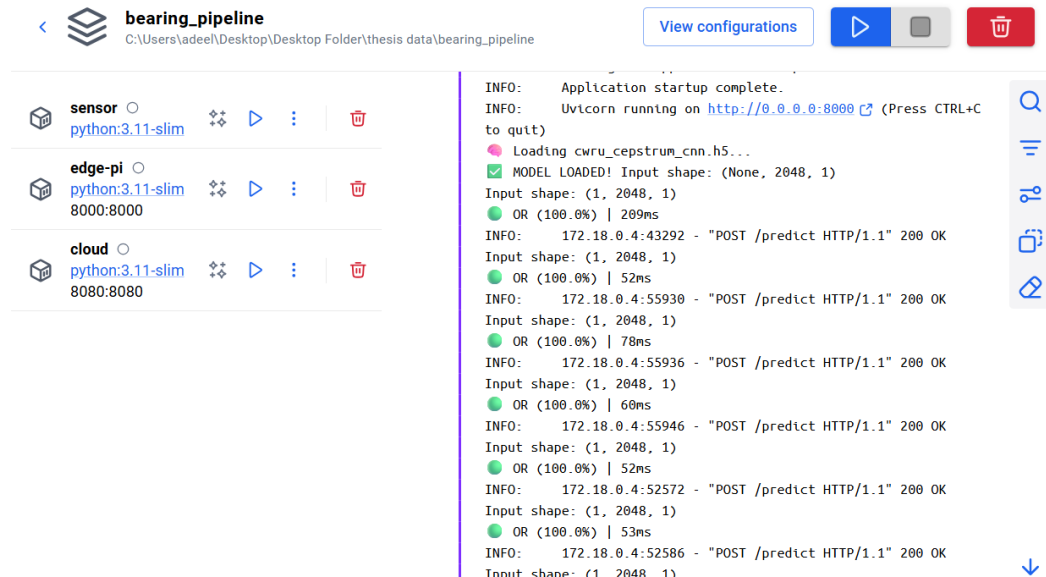 bearing_pipeline
C:\Users\adeel\Desktop\Desktop Folder\thesis data\bearing_pipeline
View configurations
sensor
python:3.11-slim
edge-pi
python:3.11-slim
8000:8000
cloud
python:3.11-slim
8080:8080
INFO: Application startup complete.
INFO: Uvicorn running on http://0.0.0.0:8000 (Press CTRL+C
to quit)
Loading cwru_cepstrum_cnn.h5...
MODEL LOADED! Input shape: (None, 2048, 1)
Input shape: (1, 2048, 1)
OR (100.0%) | 209ms
INFO: 172.18.0.4:43292 - "POST /predict HTTP/1.1" 200 OK
Input shape: (1, 2048, 1)
OR (100.0%) | 52ms
INFO: 172.18.0.4:55930 - "POST /predict HTTP/1.1" 200 OK
Input shape: (1, 2048, 1)
OR (100.0%) | 78ms
INFO: 172.18.0.4:55936 - "POST /predict HTTP/1.1" 200 OK
Input shape: (1, 2048, 1)
OR (100.0%) | 60ms
INFO: 172.18.0.4:55946 - "POST /predict HTTP/1.1" 200 OK
Input shape: (1, 2048, 1)
OR (100.0%) | 52ms
INFO: 172.18.0.4:52572 - "POST /predict HTTP/1.1" 200 OK
Input shape: (1, 2048, 1)
OR (100.0%) | 53ms
INFO: 172.18.0.4:52586 - "POST /predict HTTP/1.1" 200 OK
Input shape: (1, 2048, 1)